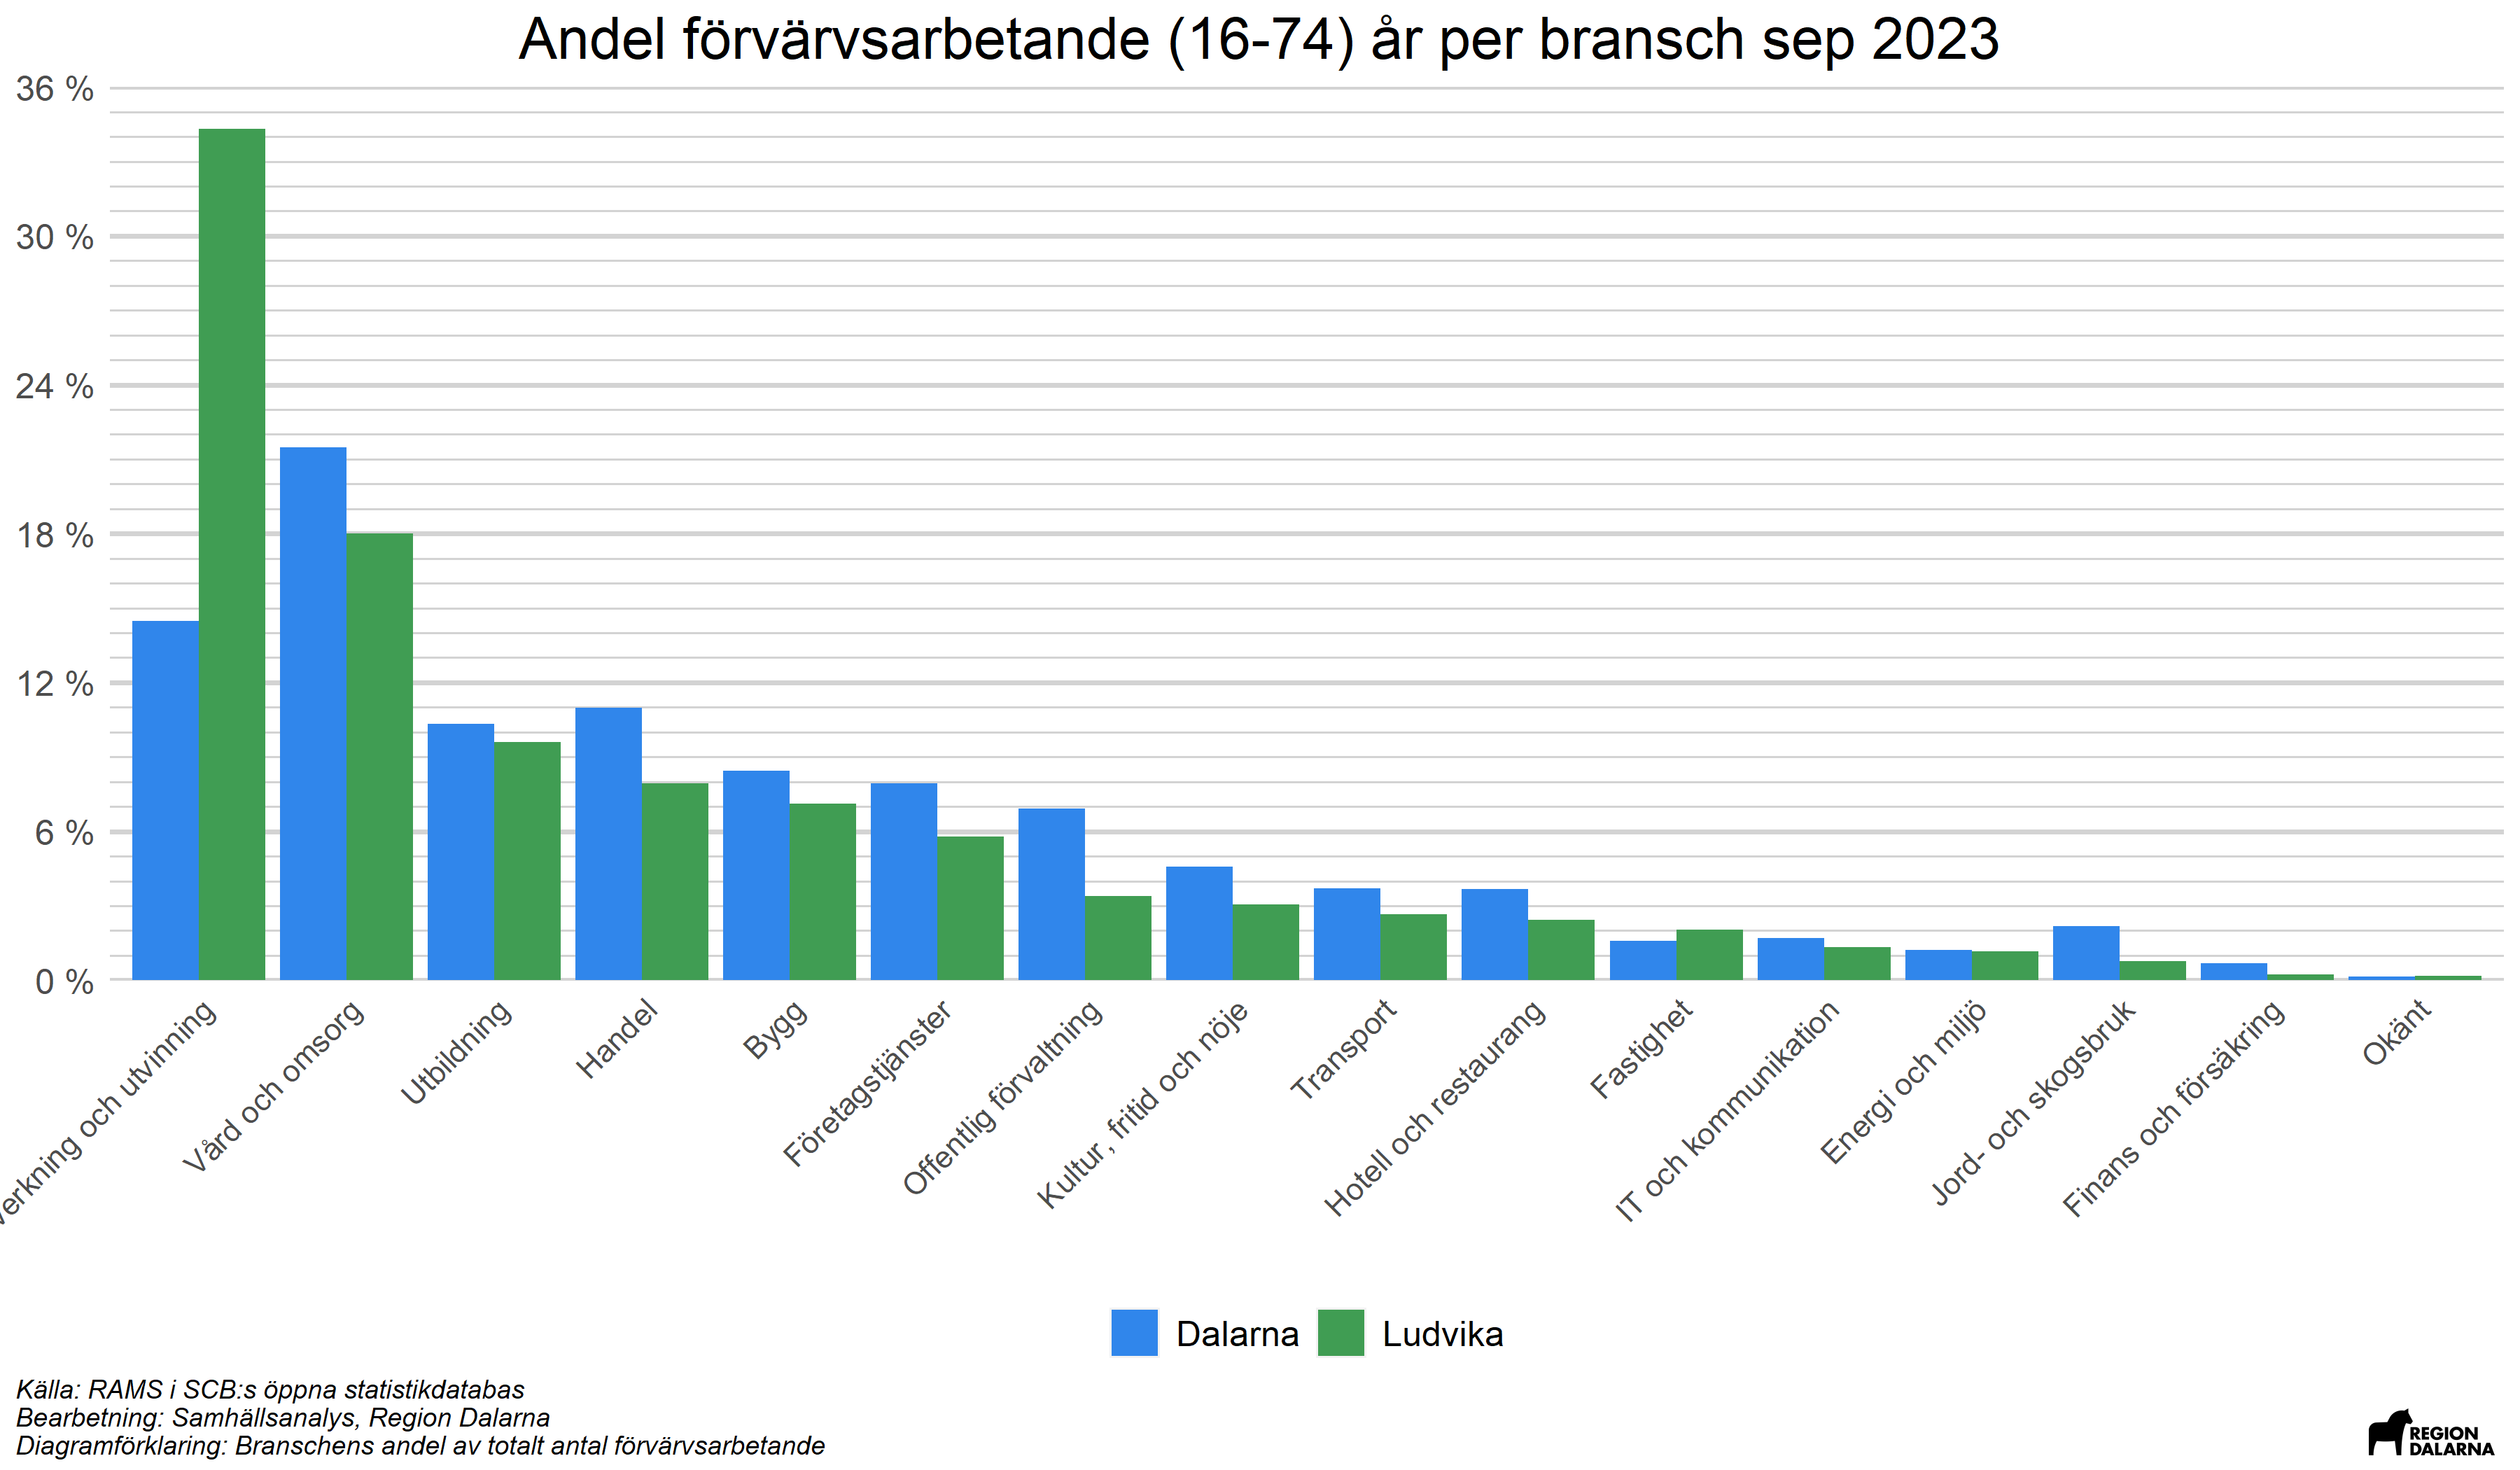 Andel förvärvsarbetande (16-74) år per bransch sep 2023
36 %
30 %
24 %
18 %
12 %
6 %
0 %
verkning och utvinning
Vård och omsorg
Utbildning
Handel
Bygg
Företagstjänster
Offentlig förvaltning
Kultur, fritid och nöje
Transport
Hotell och restaurang
Fastighet
IT och kommunikation
Energi och miljö
Jord- och skogsbruk
Finans och försäkring
Okänt
Dalarna
Ludvika
Källa: RAMS i SCB:s öppna statistikdatabas
Bearbetning: Samhällsanalys, Region Dalarna
Diagramförklaring: Branschens andel av totalt antal förvärvsarbetande
REGION
DALARNA